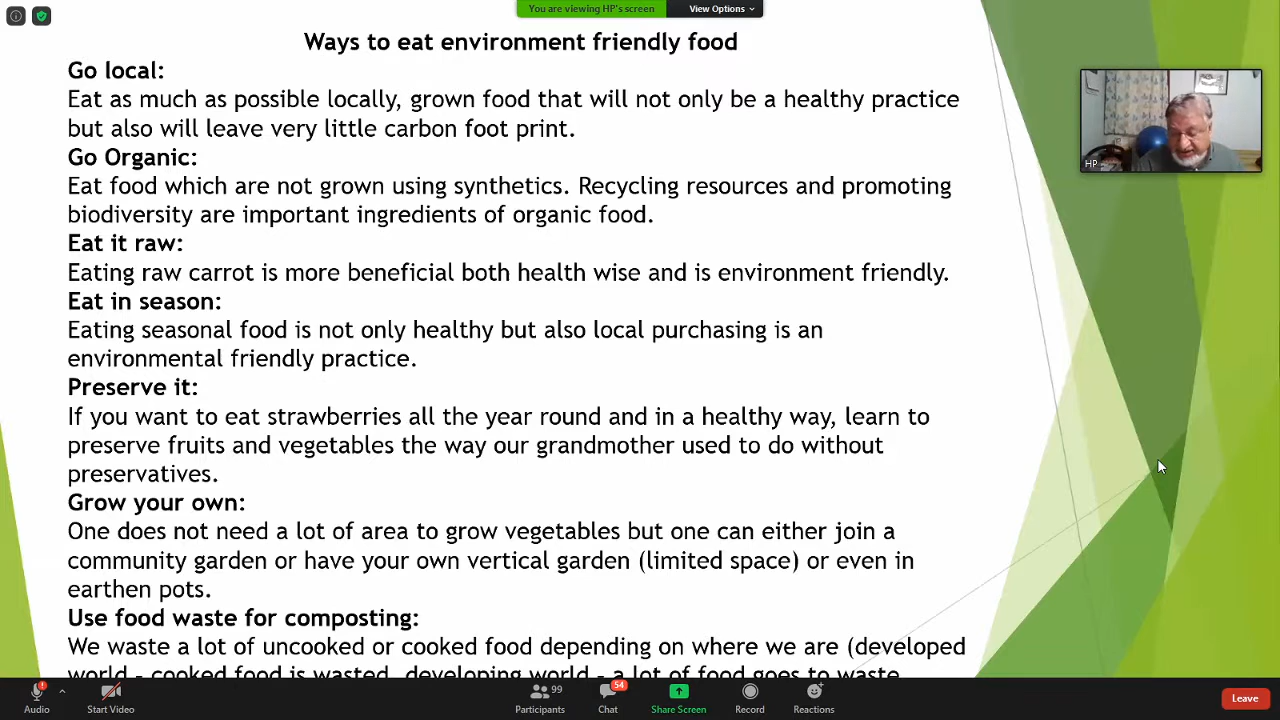 You are viewing HP's screen
View Options
Ways to eat environment friendly food
Go local:
Eat as much as possible locally, grown food that will not only be a healthy practice
but also will leave very little carbon foot print.
Go Organic:
Eat food which are not grown using synthetics. Recycling resources and promoting
biodiversity are important ingredients of organic food.
Eat it raw:
Eating raw carrot is more beneficial both health wise and is environment friendly.
Eat in season:
Eating seasonal food is not only healthy but also local purchasing is an
environmental friendly practice.
Preserve it:
If you want to eat strawberries all the year round and in a healthy way, learn to
preserve fruits and vegetables the way our grandmother used to do without
preservatives.
Grow your own:
One does not need a lot of area to grow vegetables but one can either join a
community garden or have your own vertical garden (limited space) or even in
earthen pots.
Use food waste for composting:
We waste a lot of uncooked or cooked food depending on where we are (developed
world - cooked food is wasted, developing world - a lot of food goes to waste
HP
Audio
Start Video
99
Participants
54
Chat
Share Screen
Record
Reactions
Leave